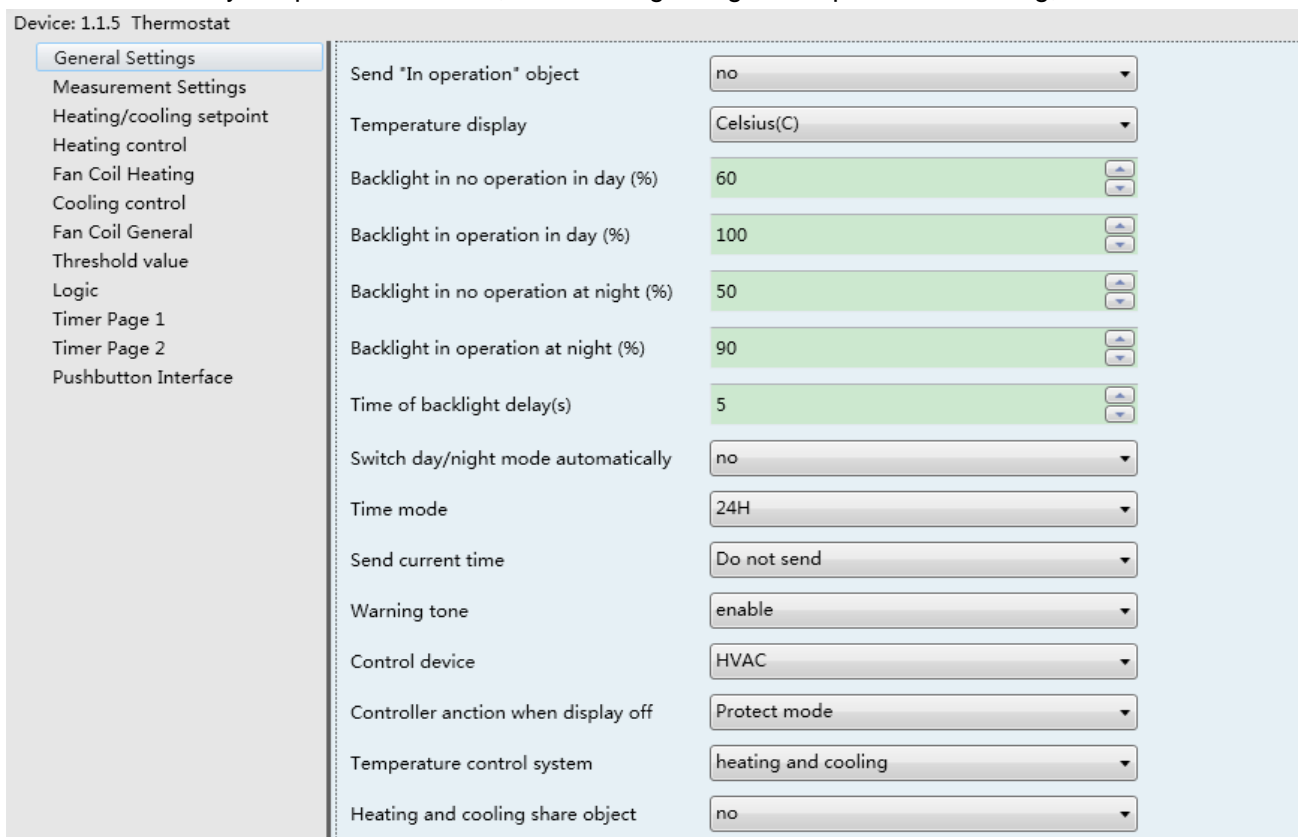 Device: 1.1.5 Thermostat
General Settings
Measurement Settings
Heating/cooling setpoint
Heating control
Fan Coil Heating
Cooling control
Fan Coil General
Threshold value
Logic
Timer Page 1
Timer Page 2
Pushbutton Interface
Send "In operation" object no
Temperature display Celsius(C)
Backlight in no operation in day (%) 60
Backlight in operation in day (%) 100
Backlight in no operation at night (%) 50
Backlight in operation at night (%) 90
Time of backlight delay(s) 5
Switch day/night mode automatically no
Time mode 24H
Send current time Do not send
Warning tone enable
Control device HVAC
Controller anction when display off Protect mode
Temperature control system heating and cooling
Heating and cooling share object no